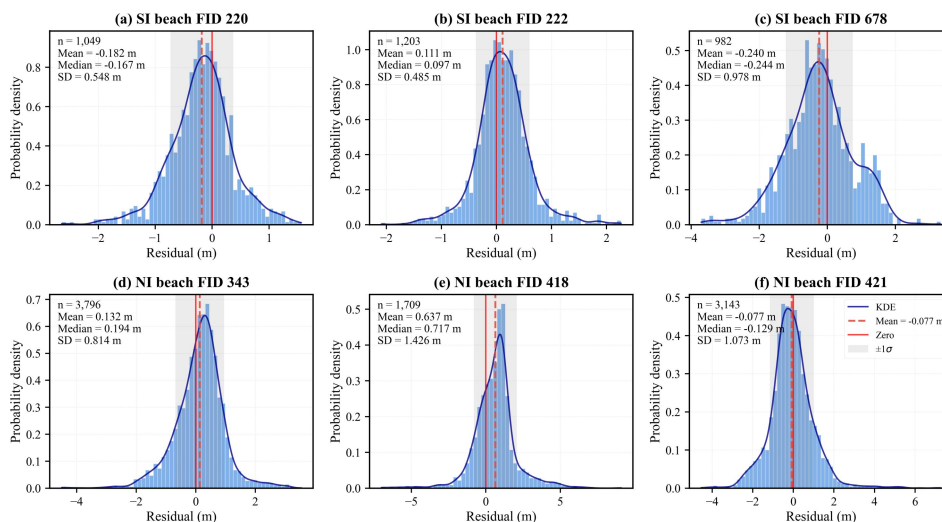 (a) SI beach FID 220
n = 1,049
Mean = -0.182 m
Median = -0.167 m
SD = 0.548 m
Probability density
0.0
0.2
0.4
0.6
0.8
−2
−1
0
1
Residual (m)
(b) SI beach FID 222
n = 1,203
Mean = 0.111 m
Median = 0.097 m
SD = 0.485 m
Probability density
0.0
0.2
0.4
0.6
0.8
1.0
−2
−1
0
1
2
Residual (m)
(c) SI beach FID 678
n = 982
Mean = -0.240 m
Median = -0.244 m
SD = 0.978 m
Probability density
0.0
0.1
0.2
0.3
0.4
0.5
−4
−2
0
2
Residual (m)
(d) NI beach FID 343
n = 3,796
Mean = 0.132 m
Median = 0.194 m
SD = 0.814 m
Probability density
0.0
0.1
0.2
0.3
0.4
0.5
0.6
0.7
−4
−2
0
2
Residual (m)
(e) NI beach FID 418
n = 1,709
Mean = 0.637 m
Median = 0.717 m
SD = 1.426 m
Probability density
0.0
0.1
0.2
0.3
0.4
0.5
−5
0
5
Residual (m)
(f) NI beach FID 421
n = 3,143
Mean = -0.077 m
Median = -0.129 m
SD = 1.073 m
KDE
Mean = -0.077 m
Zero
±1σ
Probability density
0.0
0.1
0.2
0.3
0.4
0.5
−4
−2
0
2
4
6
Residual (m)